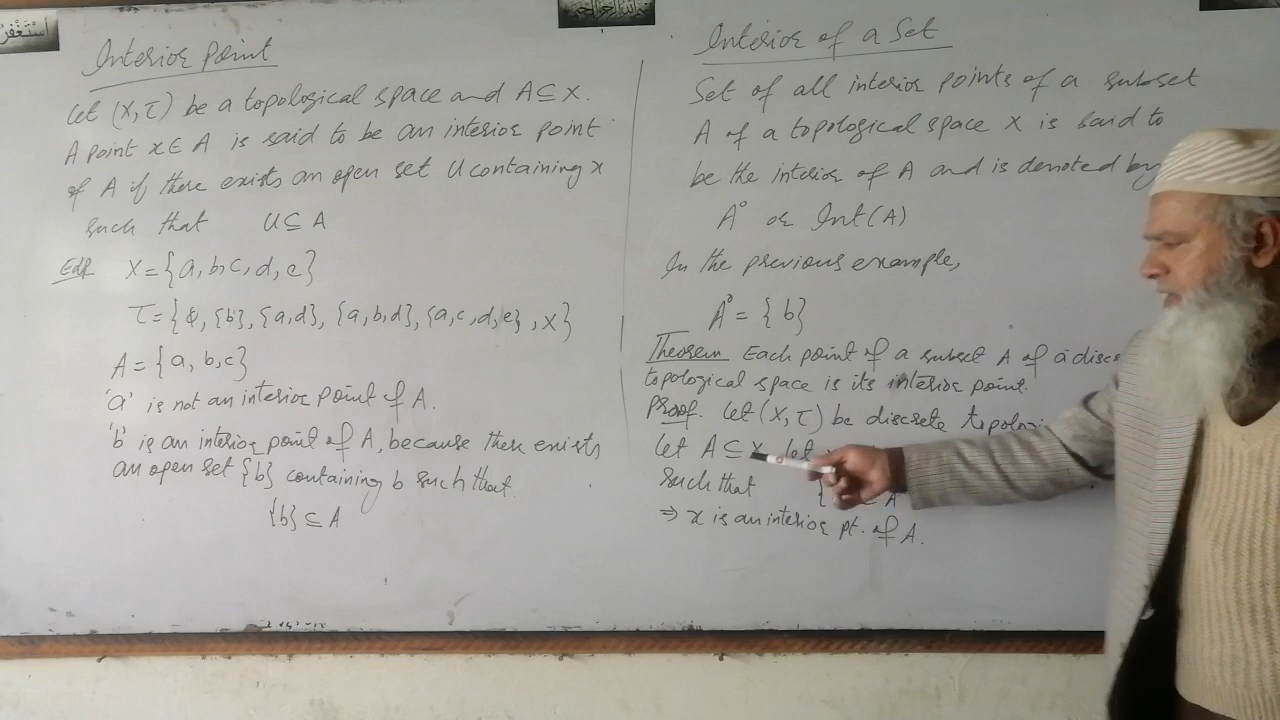 أستغفر
Interior Point
Let (X,τ) be a topological space and A⊆X.
A point x∈A is said to be an interior point
of A if there exists an open set U containing x
such that U⊆A
X={a,b,c,d,e}
τ={φ,{b},{a,d},{a,b,d},{a,c,d,e},X}
A={a,b,c}
'a' is not an interior point of A.
'b' is an interior point of A, because there exists
an open set {b} containing b such that
{b}⊆A
Interior of a Set
Set of all interior points of a subset
A of a topological space X is said to
be the interior of A and is denoted by
A° or Int(A)
In the previous example,
A°={b}
Theorem Each point of a subset A of a
topological space is its interior point.
Proof. Let (X,τ) be discrete
Let A⊆X let
such that { A
⇒ x is an interior pt. of A.